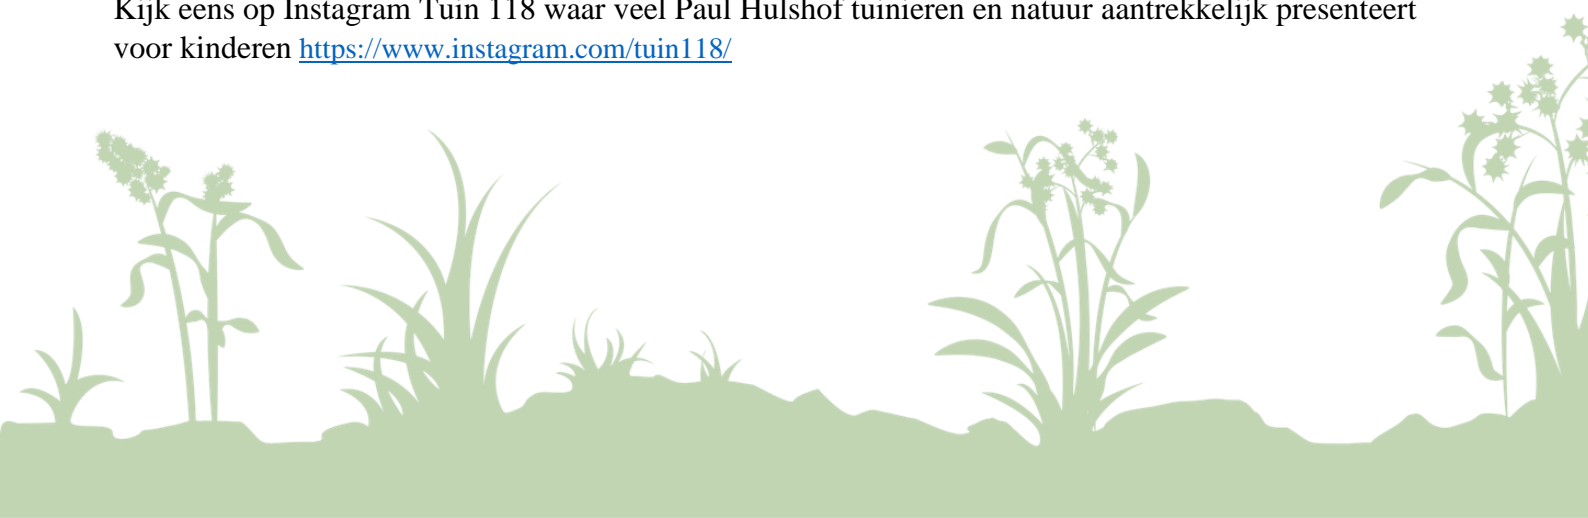 Kijk eens op Instagram Tuin 118 waar veel Paul Hulshof tuinieren en natuur aantrekkelijk presenteert
voor kinderen https://www.instagram.com/tuin118/